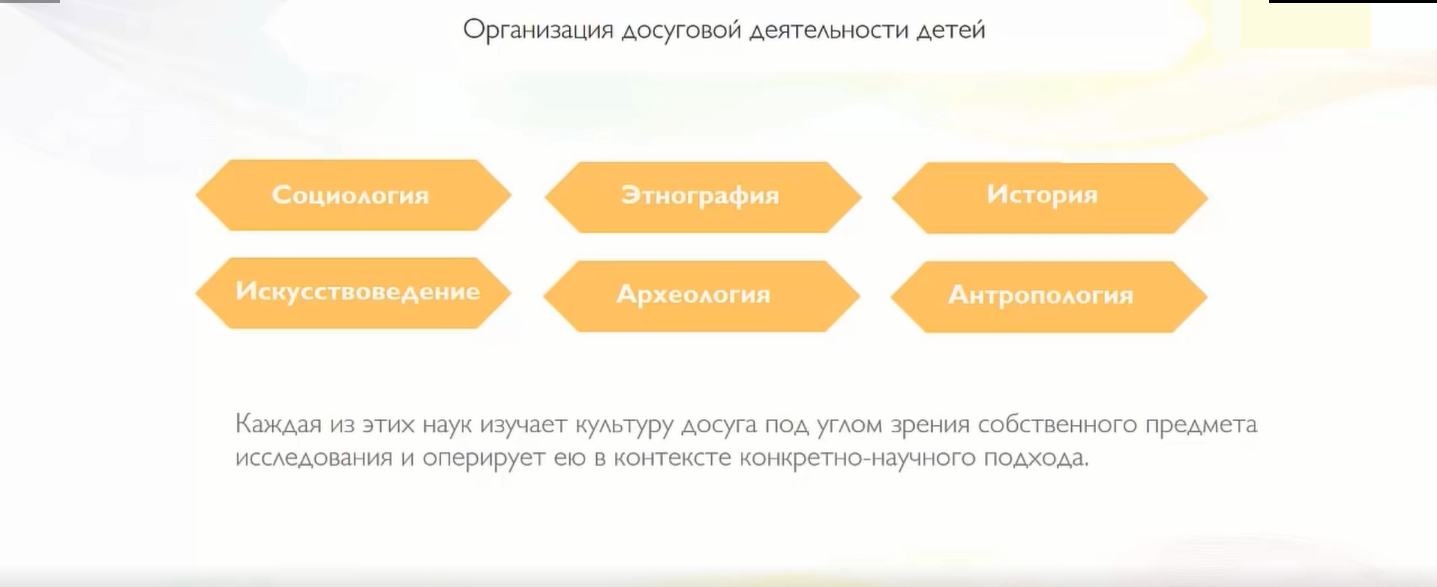 Организация досуговой деятельности детей
Социология
Этнография
История
Искусствоведение
Археология
Антропология
Каждая из этих наук изучает культуру досуга под углом зрения собственного предмета
исследования и оперирует ею в контексте конкретно-научного подхода.